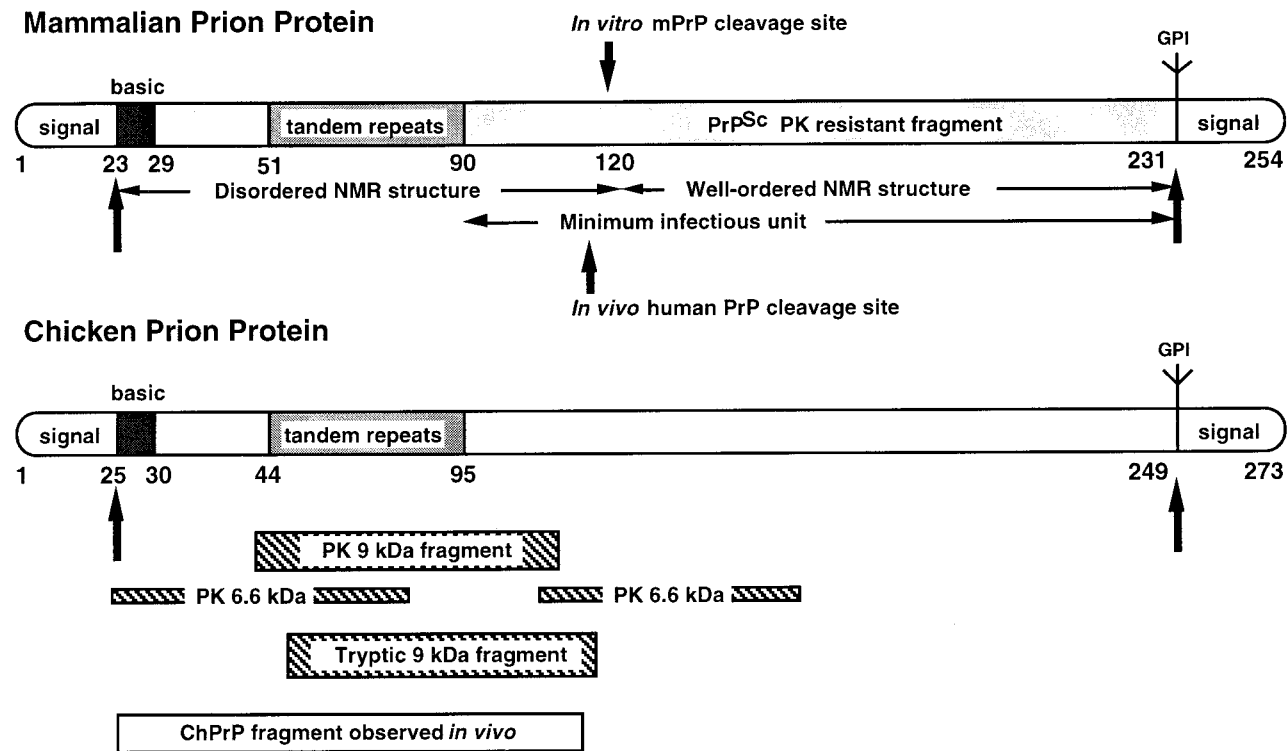 Mammalian Prion Protein
In vitro mPrP cleavage site
GPI
basic
signal
tandem repeats
PrPSc PK resistant fragment
signal
1 23 29 51 90 120 231 254
Disordered NMR structure
Well-ordered NMR structure
Minimum infectious unit
In vivo human PrP cleavage site
Chicken Prion Protein
GPI
basic
signal
tandem repeats
signal
1 25 30 44 95 249 273
PK 9 kDa fragment
PK 6.6 kDa
PK 6.6 kDa
Tryptic 9 kDa fragment
ChPrP fragment observed in vivo